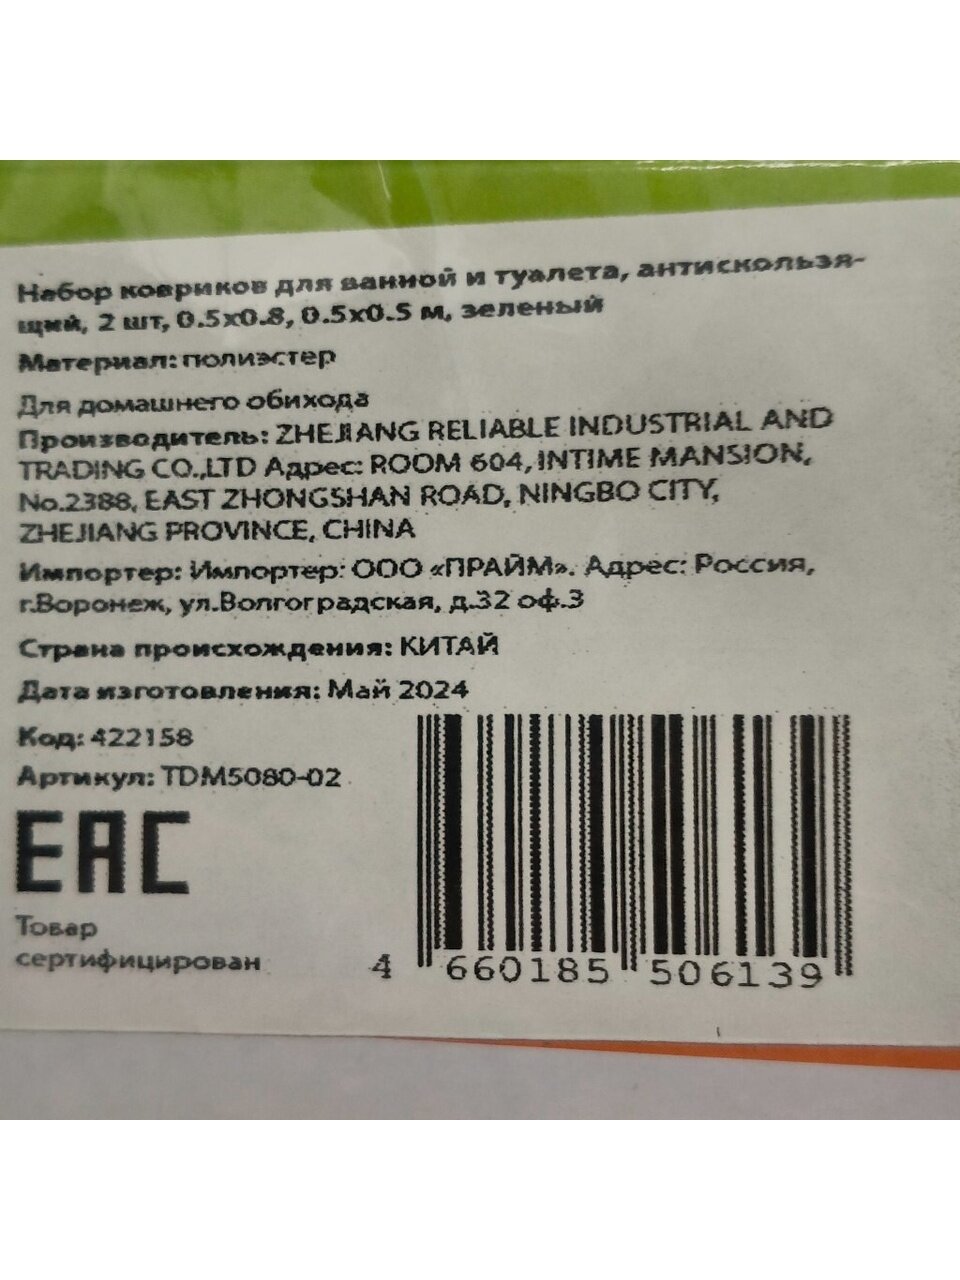 Набор ковриков для ванной и туалета, антискользя-
щий, 2 шт, 0.5х0.8, 0.5х0.5 м, зеленый
Материал: полиэстер
Для домашнего обихода
Производитель: ZHEJIANG RELIABLE INDUSTRIAL AND
TRADING CO.,LTD Адрес: ROOM 604, INTIME MANSION,
No.2388, EAST ZHONGSHAN ROAD, NINGBO CITY,
ZHEJIANG PROVINCE, CHINA
Импортер: Импортер: ООО «ПРАЙМ». Адрес: Россия,
г.Воронеж, ул.Волгоградская, д.32 оф.3
Страна происхождения: КИТАЙ
Дата изготовления: Май 2024
Код: 422158
Артикул: TDM5080-02
ЕАС
Товар
сертифицирован
4 660185 506139